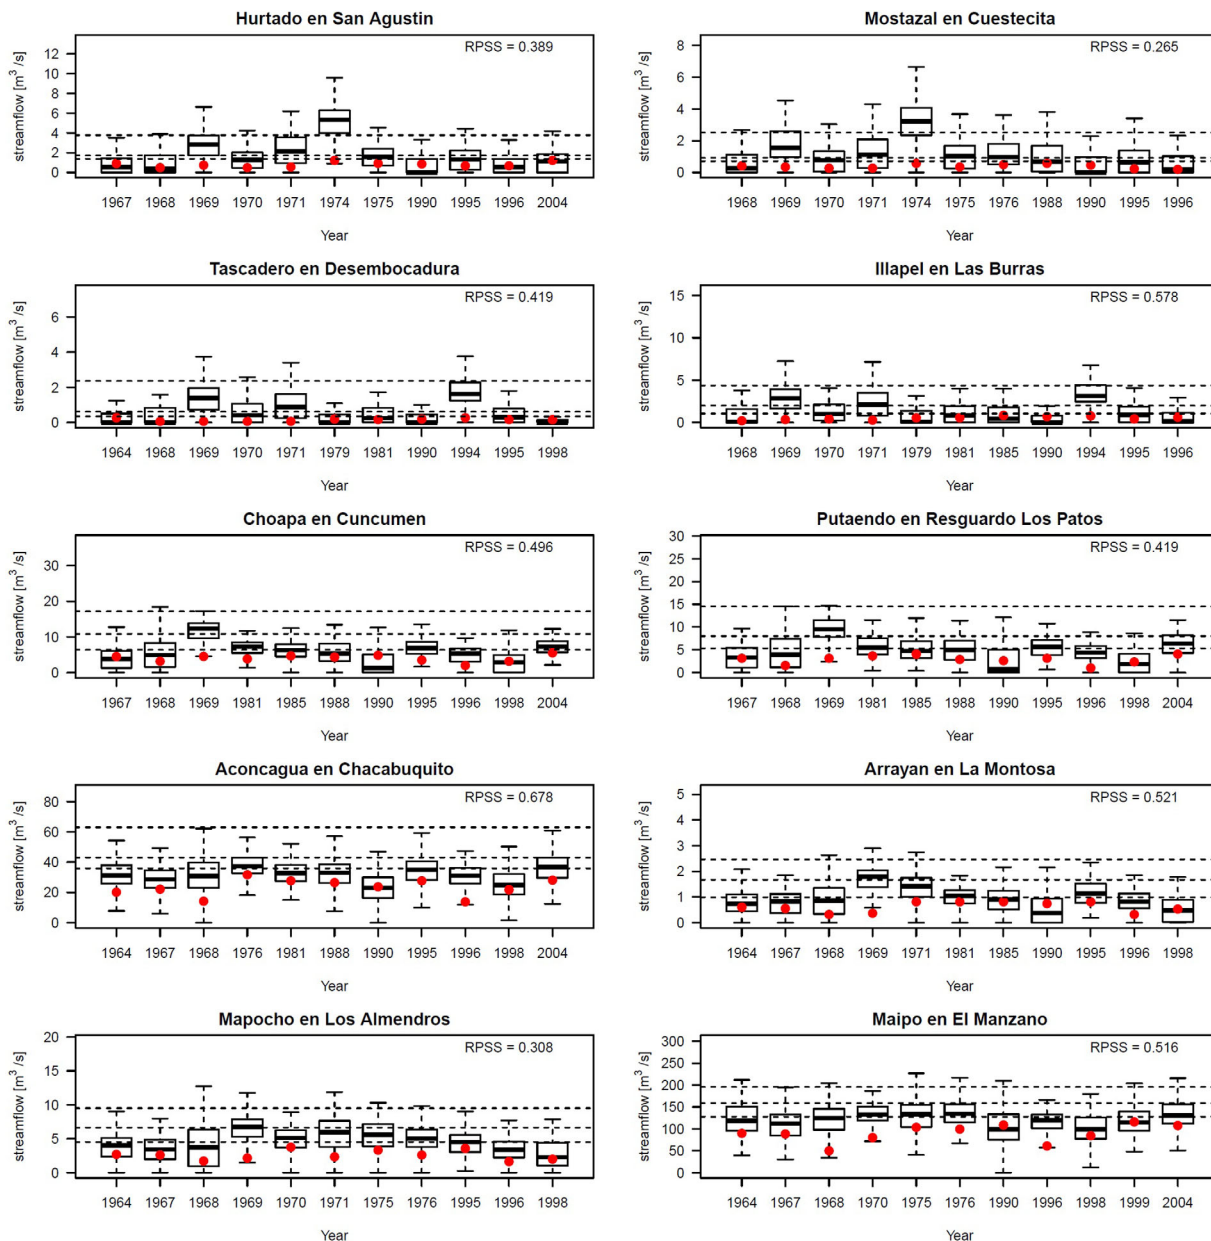 Hurtado en San Agustin
RPSS = 0.389
streamflow [m³ /s]
12
10
8
6
4
2
0
1967 1968 1969 1970 1971 1974 1975 1990 1995 1996 2004
Year
Mostazal en Cuestecita
RPSS = 0.265
streamflow [m³ /s]
8
6
4
2
0
1968 1969 1970 1971 1974 1975 1976 1988 1990 1995 1996
Year
Tascadero en Desembocadura
RPSS = 0.419
streamflow [m³ /s]
6
4
2
0
1964 1968 1969 1970 1971 1979 1981 1990 1994 1995 1998
Year
Illapel en Las Burras
RPSS = 0.578
streamflow [m³ /s]
15
10
5
0
1968 1969 1970 1971 1979 1981 1985 1990 1994 1995 1996
Year
Choapa en Cuncumen
RPSS = 0.496
streamflow [m³ /s]
30
20
10
0
1967 1968 1969 1981 1985 1988 1990 1995 1996 1998 2004
Year
Putaendo en Resguardo Los Patos
RPSS = 0.419
streamflow [m³ /s]
30
25
20
15
10
5
0
1967 1968 1969 1981 1985 1988 1990 1995 1996 1998 2004
Year
Aconcagua en Chacabuquito
RPSS = 0.678
streamflow [m³ /s]
80
60
40
20
0
1964 1967 1968 1976 1981 1988 1990 1995 1996 1998 2004
Year
Arrayan en La Montosa
RPSS = 0.521
streamflow [m³ /s]
5
4
3
2
1
0
1964 1967 1968 1969 1971 1981 1985 1990 1995 1996 1998
Year
Mapocho en Los Almendros
RPSS = 0.308
streamflow [m³ /s]
20
15
10
5
0
1964 1967 1968 1969 1970 1971 1975 1976 1995 1996 1998
Year
Maipo en El Manzano
RPSS = 0.516
streamflow [m³ /s]
300
250
200
150
100
50
0
1964 1967 1968 1970 1975 1976 1990 1996 1998 1999 2004
Year